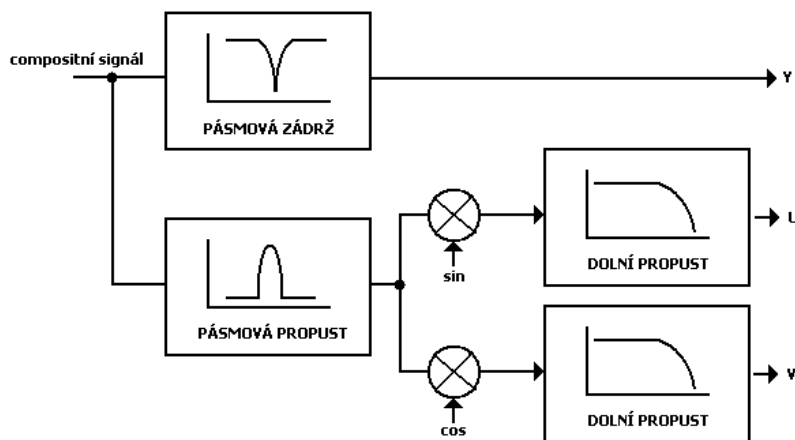 compositní signál
PÁSMOVÁ ZÁDRŽ
Y
PÁSMOVÁ PROPUST
sin
DOLNÍ PROPUST
U
cos
DOLNÍ PROPUST
V